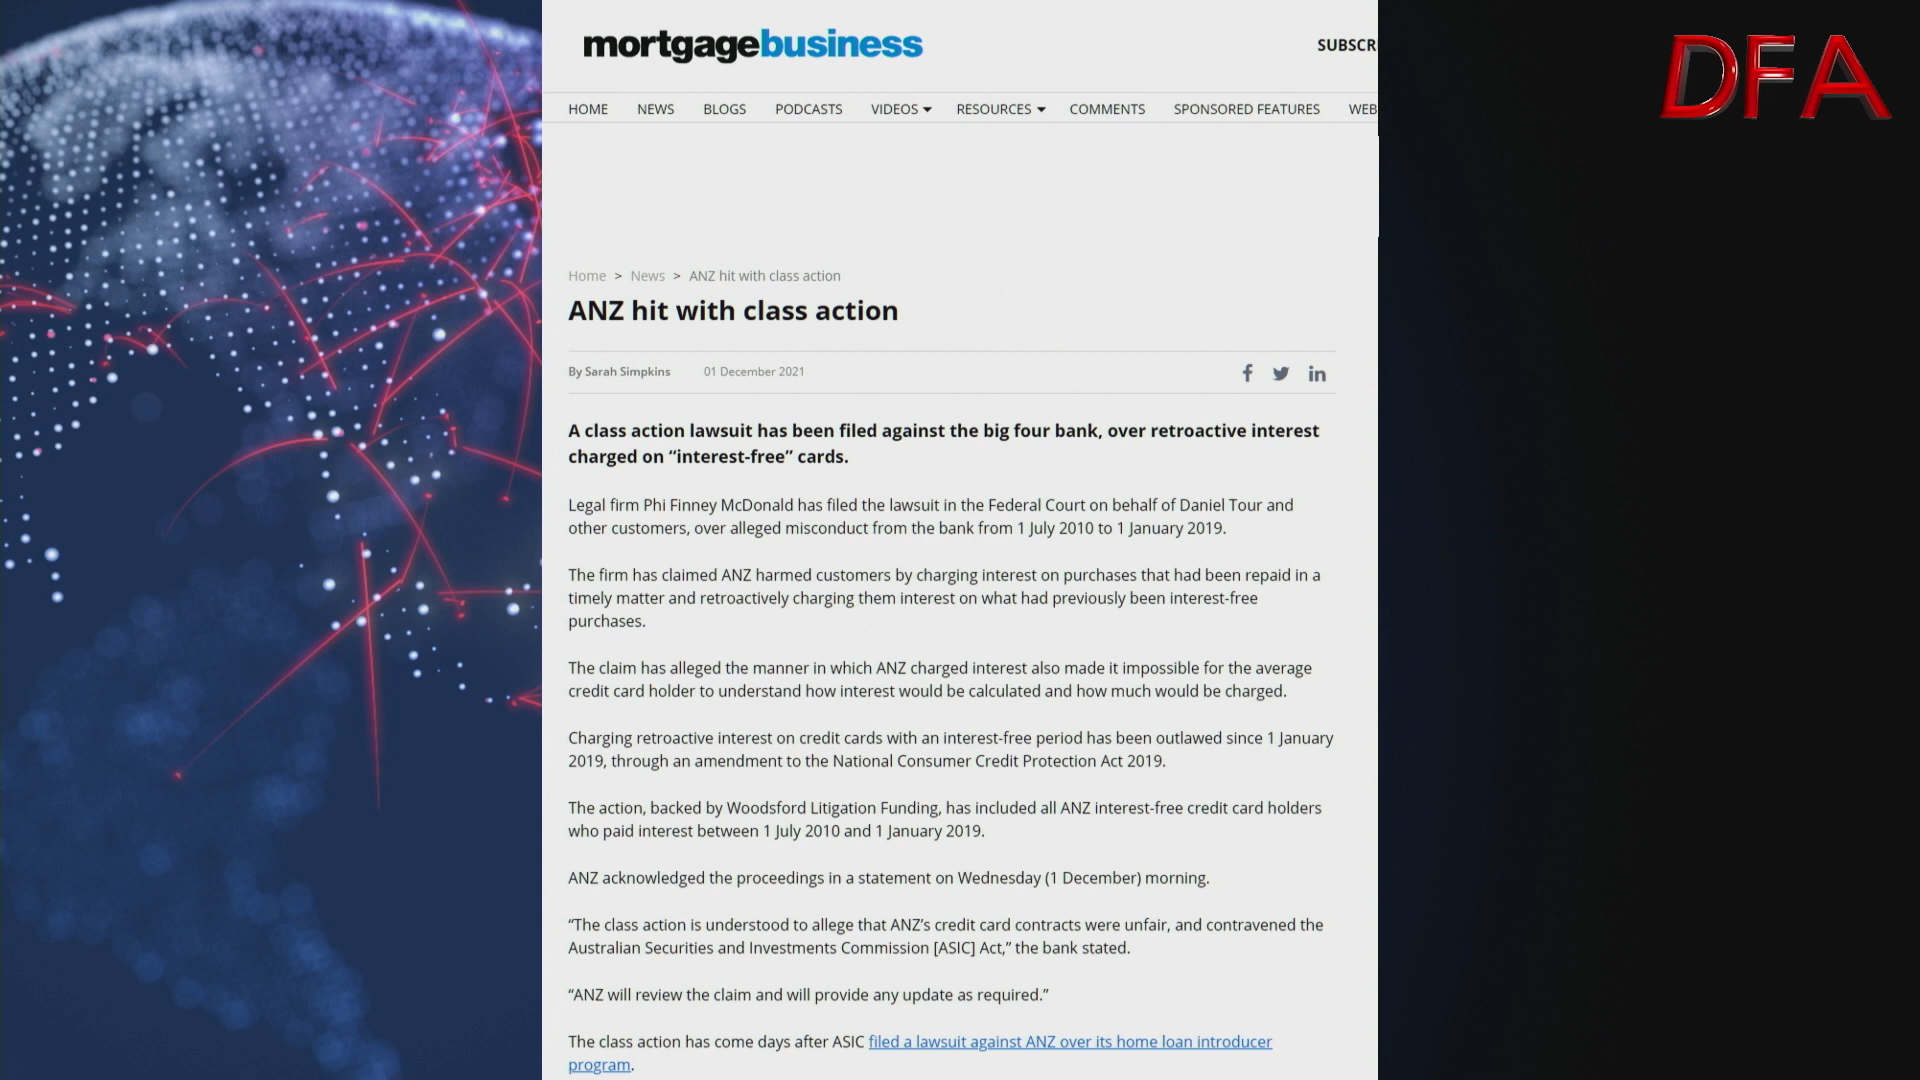 mortgagebusiness
SUBSCR
DFA
HOME NEWS BLOGS PODCASTS VIDEOS RESOURCES COMMENTS SPONSORED FEATURES WEB
Home > News > ANZ hit with class action
ANZ hit with class action
By Sarah Simpkins 01 December 2021
A class action lawsuit has been filed against the big four bank, over retroactive interest
charged on “interest-free” cards.
Legal firm Phi Finney McDonald has filed the lawsuit in the Federal Court on behalf of Daniel Tour and
other customers, over alleged misconduct from the bank from 1 July 2010 to 1 January 2019.
The firm has claimed ANZ harmed customers by charging interest on purchases that had been repaid in a
timely matter and retroactively charging them interest on what had previously been interest-free
purchases.
The claim has alleged the manner in which ANZ charged interest also made it impossible for the average
credit card holder to understand how interest would be calculated and how much would be charged.
Charging retroactive interest on credit cards with an interest-free period has been outlawed since 1 January
2019, through an amendment to the National Consumer Credit Protection Act 2019.
The action, backed by Woodsford Litigation Funding, has included all ANZ interest-free credit card holders
who paid interest between 1 July 2010 and 1 January 2019.
ANZ acknowledged the proceedings in a statement on Wednesday (1 December) morning.
“The class action is understood to allege that ANZ’s credit card contracts were unfair, and contravened the
Australian Securities and Investments Commission [ASIC] Act,” the bank stated.
“ANZ will review the claim and will provide any update as required.”
The class action has come days after ASIC filed a lawsuit against ANZ over its home loan introducer
program.